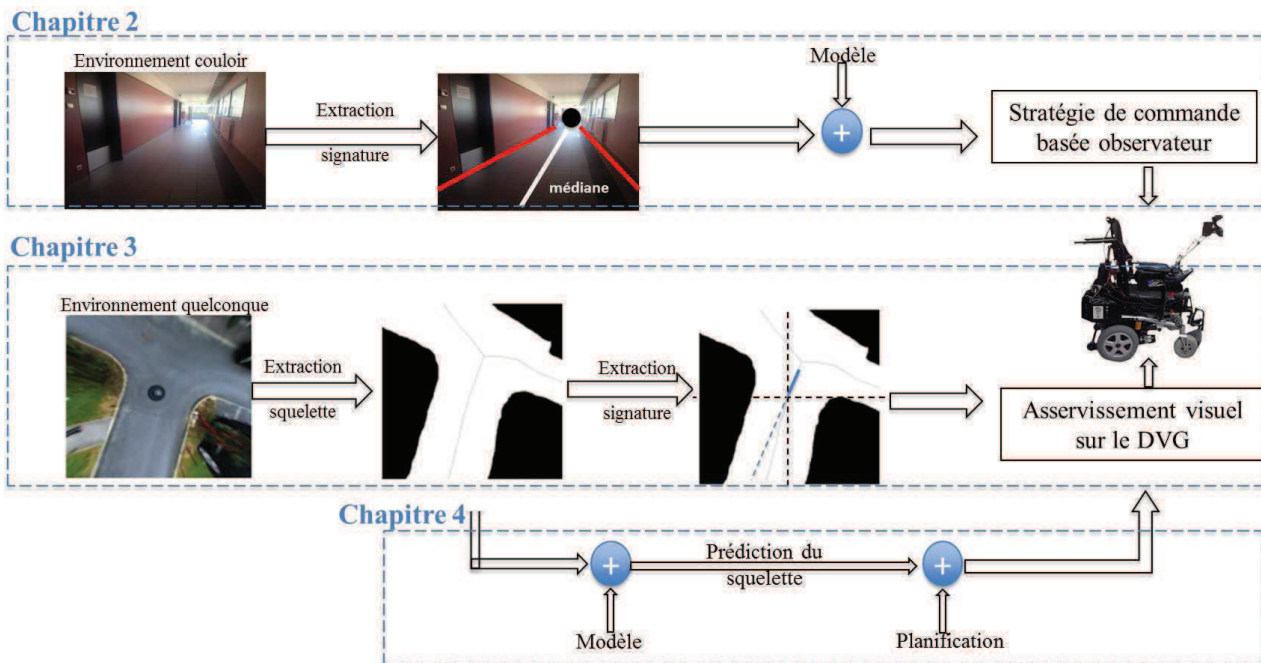 Chapitre 2
Environnement couloir
Extraction
signature
médiane
Modèle
+
Stratégie de commande
basée observateur
Chapitre 3
Environnement quelconque
Extraction
squelette
Extraction
signature
Asservissement visuel
sur le DVG
Chapitre 4
+
Prédiction du
squelette
+
Modèle
Planification